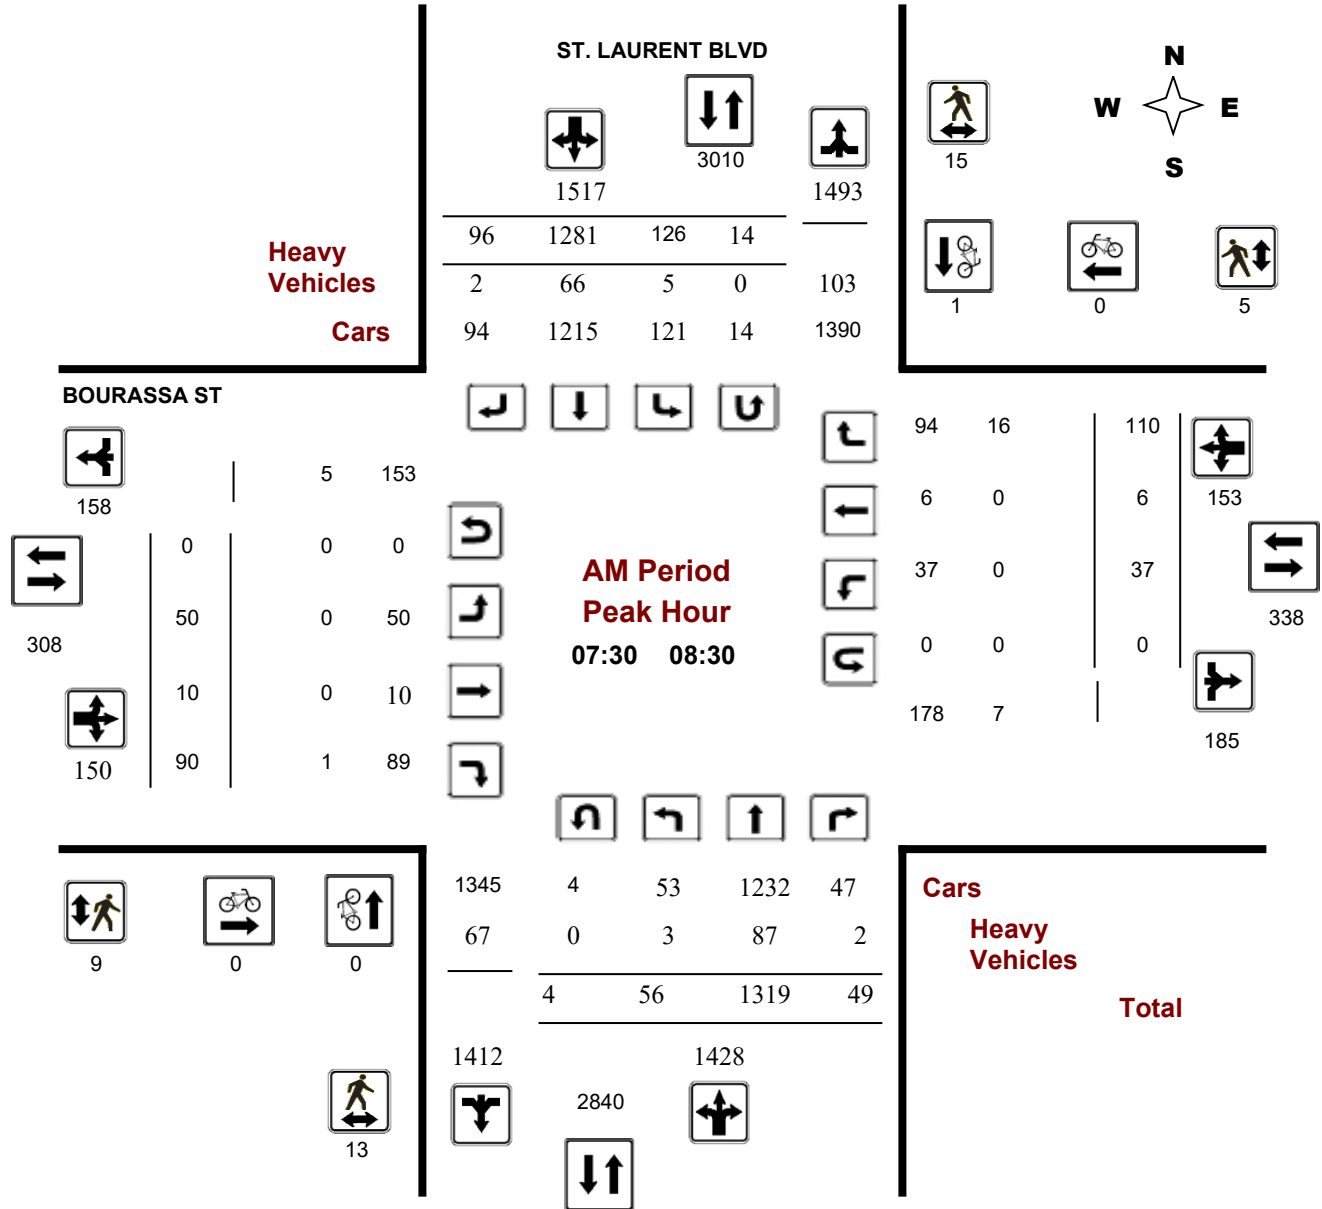 ST. LAURENT BLVD
N
W E
S
3010
15
1517 1493
96 1281 126 14
Heavy
Vehicles
2 66 5 0 103
1 0 5
Cars
94 1215 121 14 1390
BOURASSA ST
94 16 110
5 153
158
6 0 6 153
0 0 0
AM Period
37 0 37
50 0 50
Peak Hour
338
308
07:30 08:30
0 0 0
10 0 10
178 7
185
150 90 1 89
1345 4 53 1232 47
Cars
67 0 3 87 2
Heavy
Vehicles
9 0 0
4 56 1319 49
Total
1412 1428
2840
13